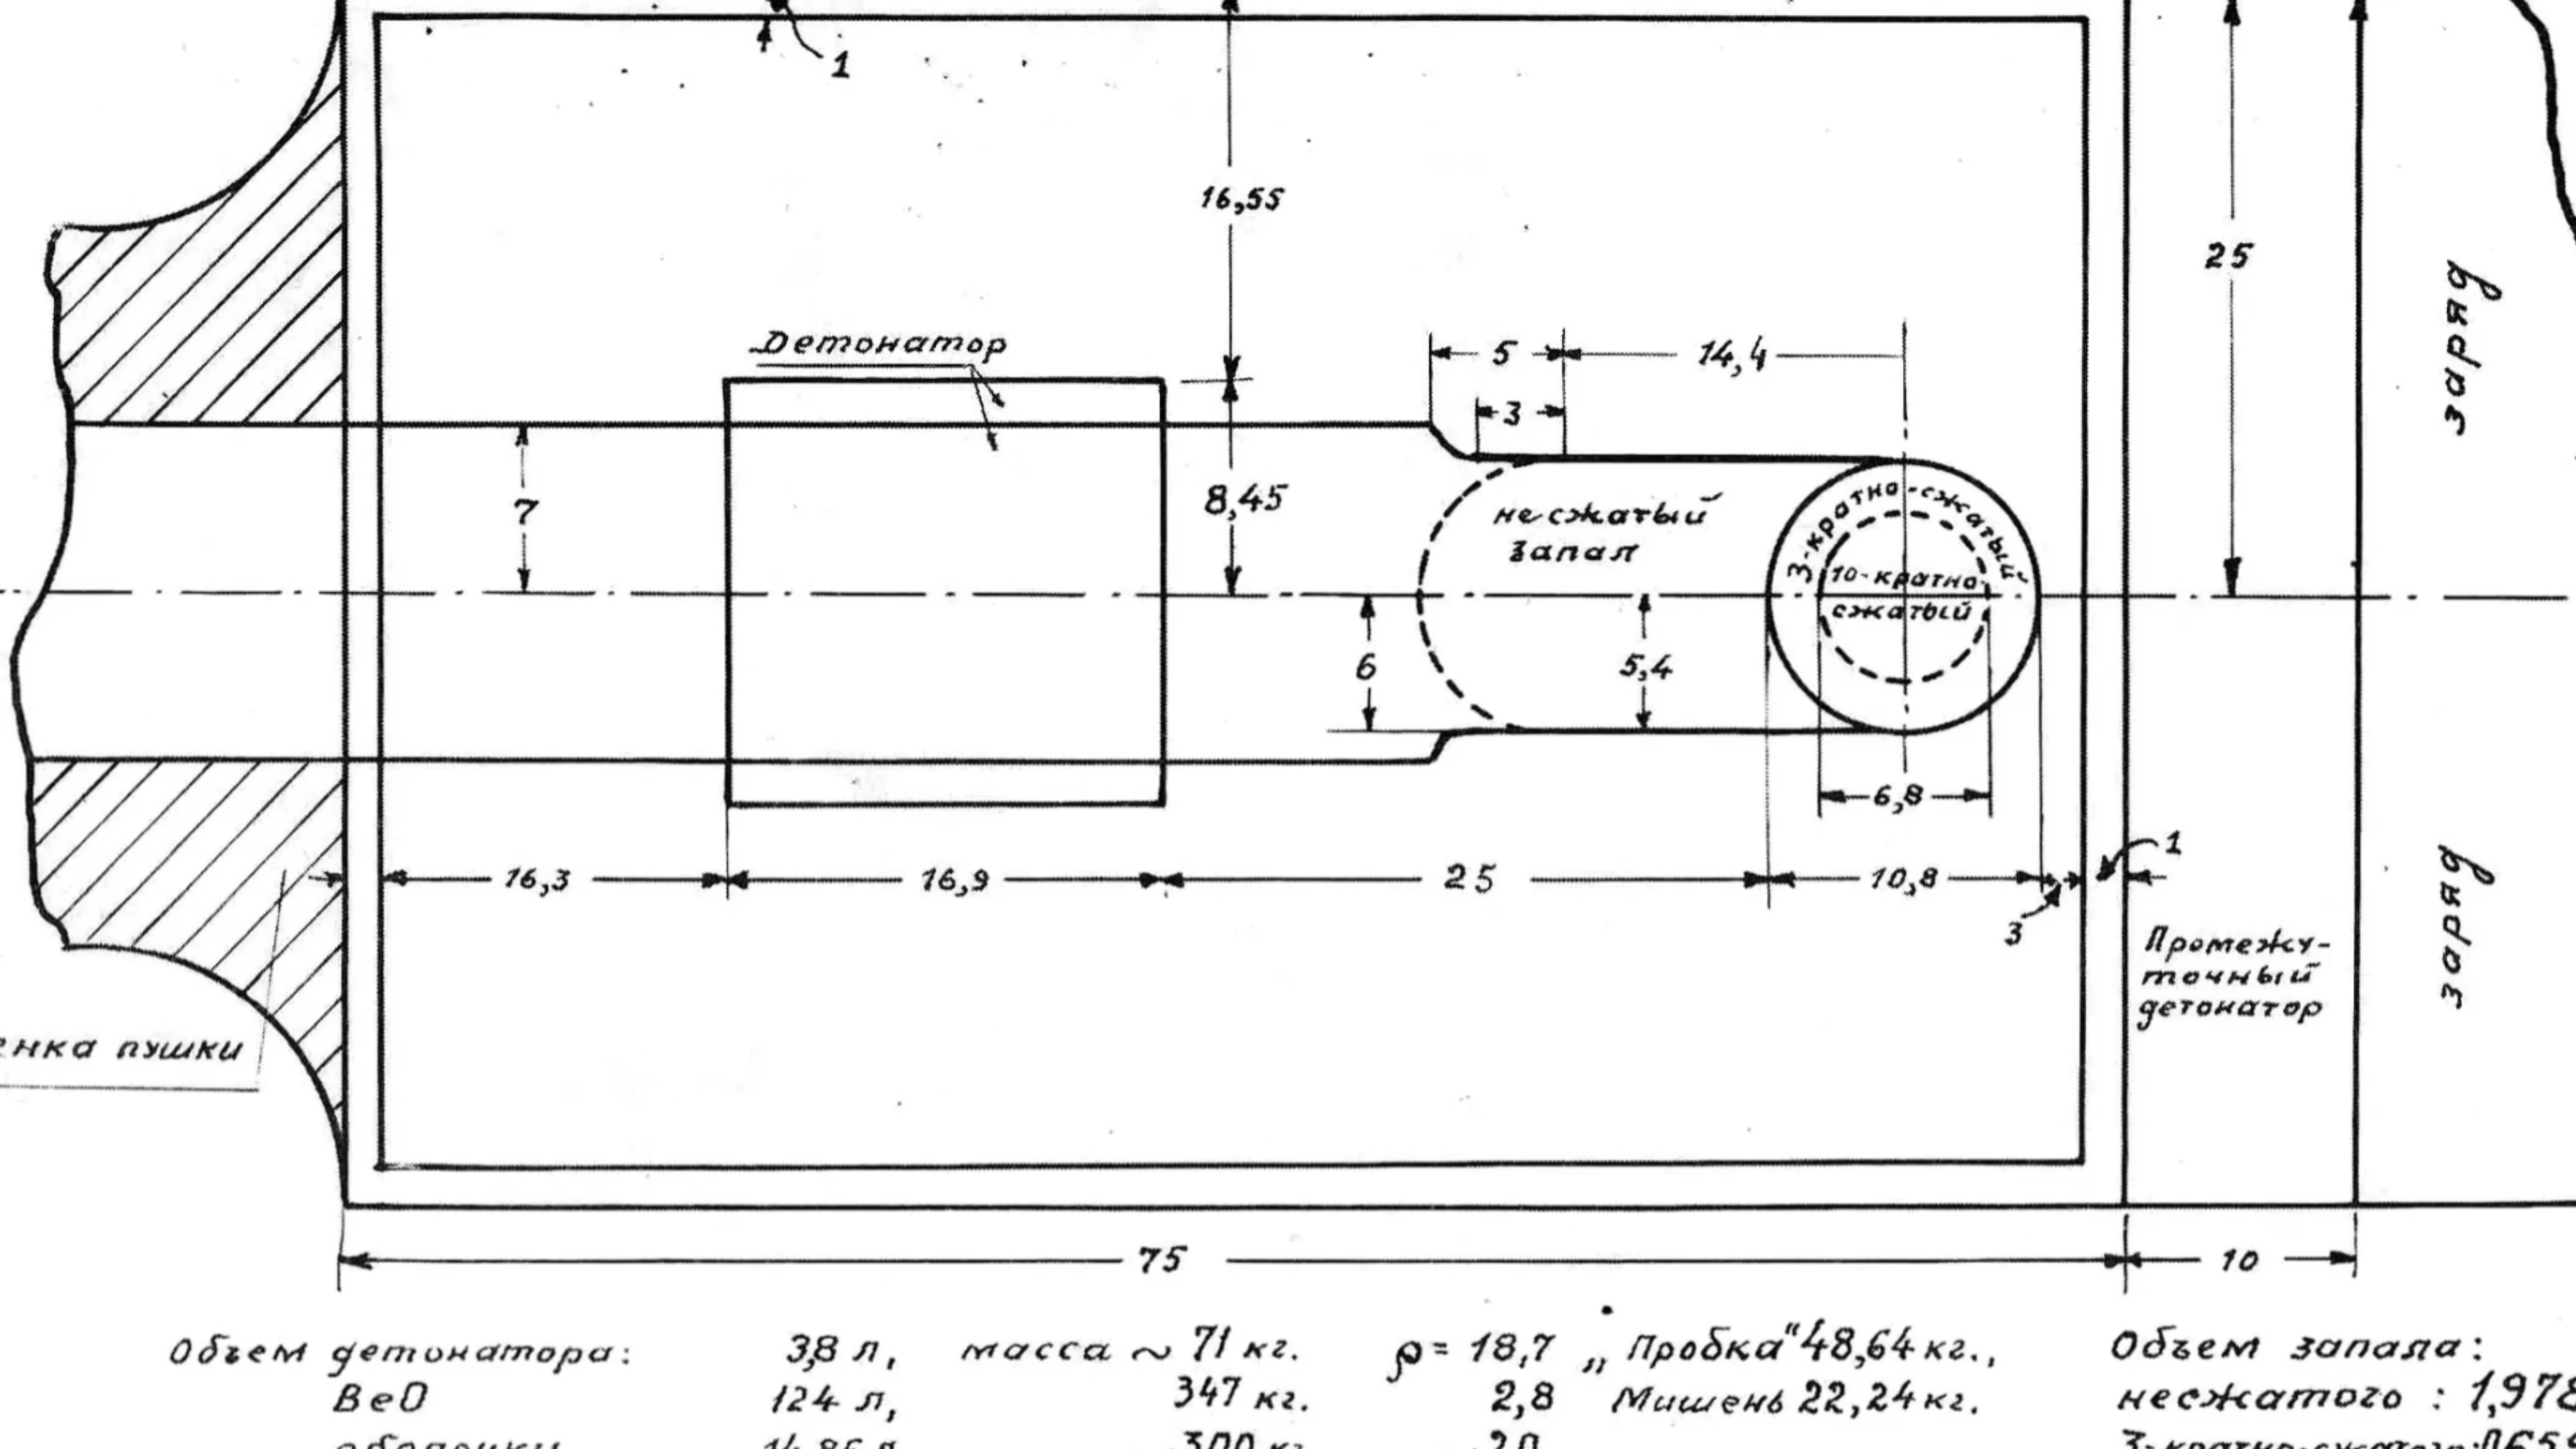 1
16,55
25
заряд
Детонатор
5
14,4
3
7
8,45
несжатый
запал
3-кратно-сжатый
10-кратно
сжатый
6
5,4
6,8
1
16,3
16,9
25
10,8
3
заряд
Промежу-
точный
детонатор
пушки
75
10
Объем детонатора: 3,8 л, масса ~ 71 кг. ρ = 18,7 „Пробка" 48,64 кг., Объем запала:
BeO 124 л, 347 кг. 2,8 Мишень 22,24 кг. несжатого : 1,978